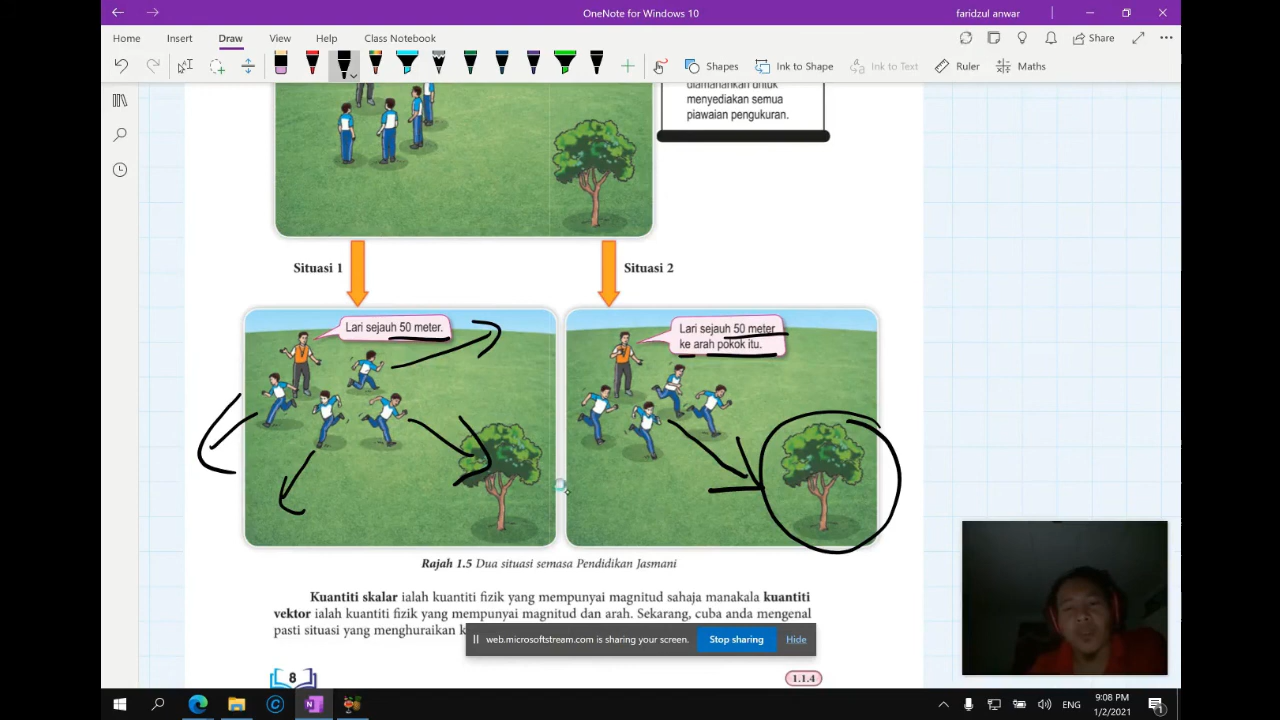 OneNote for Windows 10
faridzul anwar
Home
Insert
Draw
View
Help
Class Notebook
Share
Shapes
Ink to Shape
Ink to Text
Ruler
Maths
diamanahkan untuk
menyediakan semua
piawaian pengukuran.
Situasi 1
Situasi 2
Lari sejauh 50 meter.
Lari sejauh 50 meter
ke arah pokok itu.
Rajah 1.5 Dua situasi semasa Pendidikan Jasmani
Kuantiti skalar ialah kuantiti fizik yang mempunyai magnitud sahaja manakala kuantiti
vektor ialah kuantiti fizik yang mempunyai magnitud dan arah. Sekarang, cuba anda mengenal
pasti situasi yang menghuraikan k
web.microsoftstream.com is sharing your screen.
Stop sharing
Hide
8
1.1.4
ENG
9:08 PM
1/2/2021
1